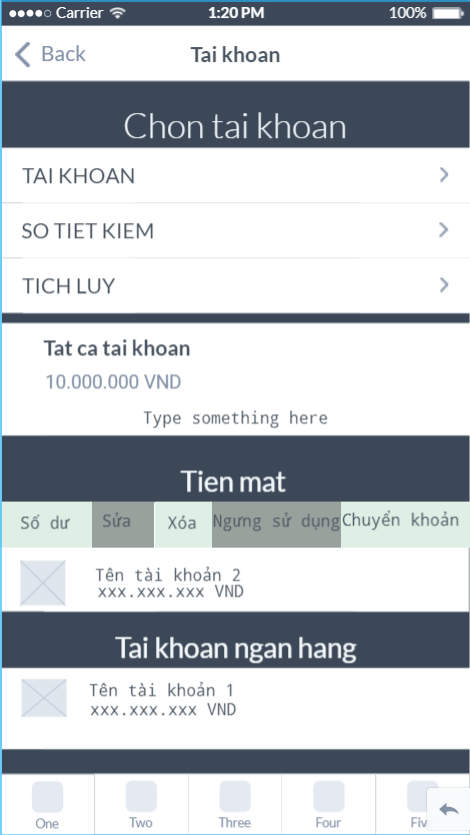 Carrier 1:20 PM 100%
Back Tai khoan
Chon tai khoan
TAI KHOAN
SO TIET KIEM
TICH LUY
Tat ca tai khoan
10.000.000 VND
Type something here
Tien mat
Số dư Sửa Xóa Ngưng sử dụng Chuyển khoản
Tên tài khoản 2
xxx.xxx.xxx VND
Tai khoan ngan hang
Tên tài khoản 1
xxx.xxx.xxx VND
One Two Three Four Fiv